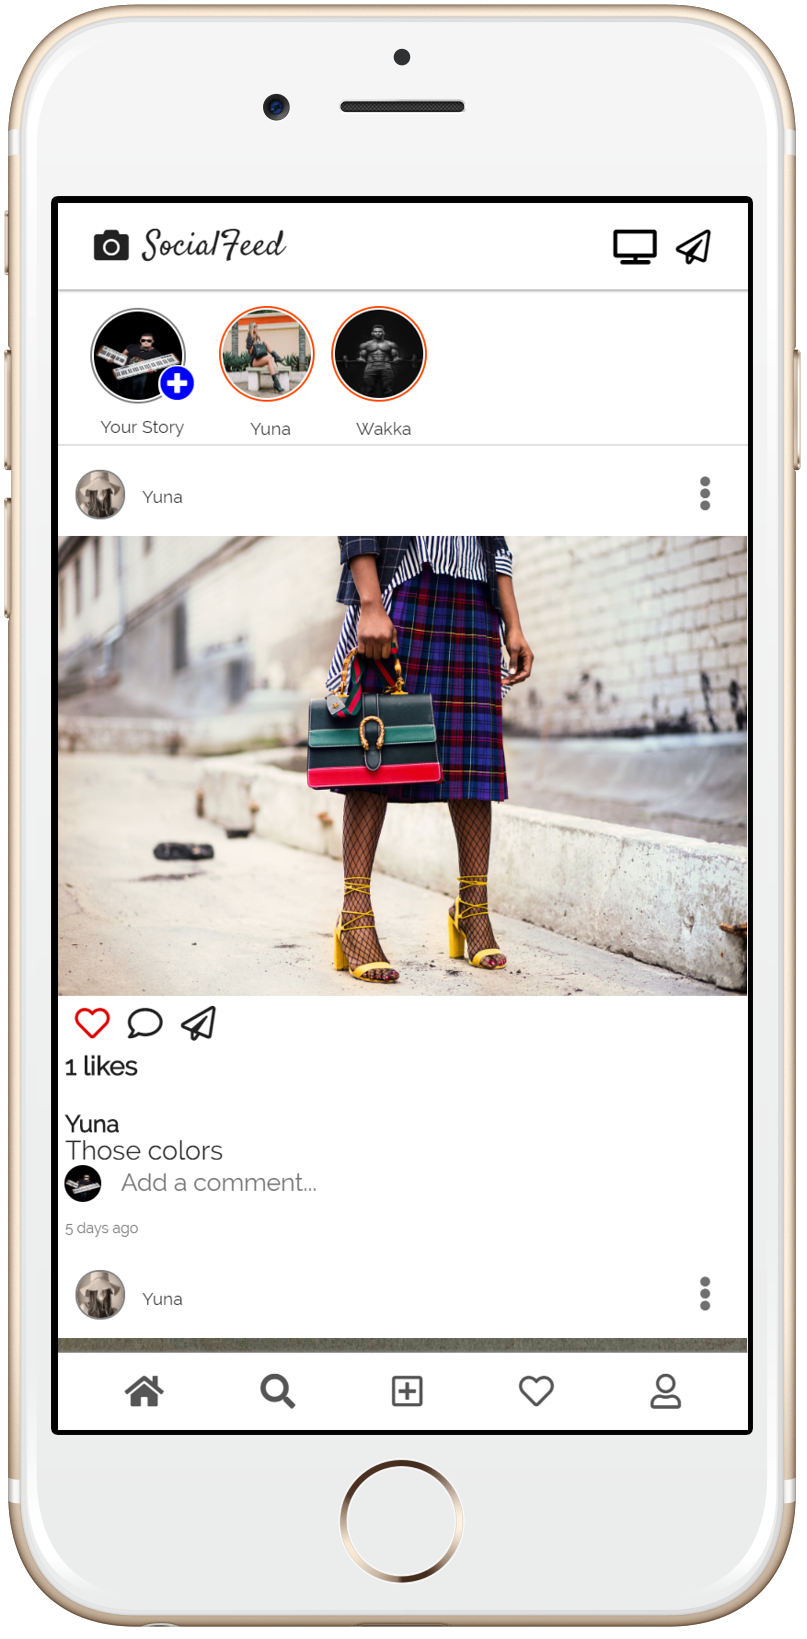 SocialFeed
Your Story
Yuna
Wakka
Yuna
1 likes
Yuna
Those colors
Add a comment...
5 days ago
Yuna